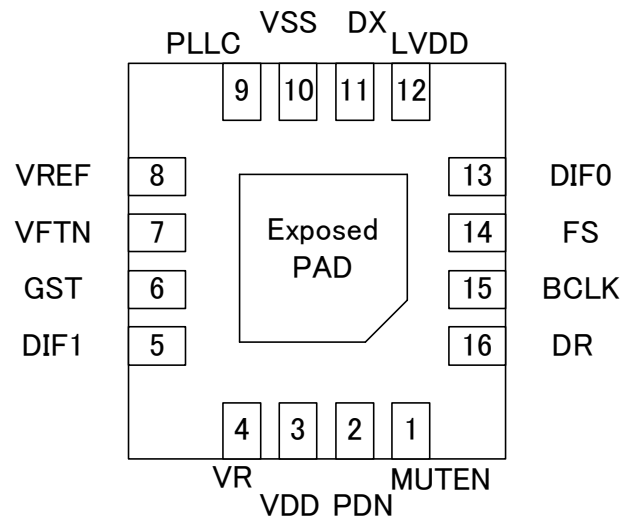 VSS DX
PLLC LVDD
9 10 11 12
VREF 8 13 DIF0
VFTN 7 14 FS
GST 6 15 BCLK
DIF1 5 16 DR
Exposed
PAD
4 3 2 1
VR MUTEN
VDD PDN